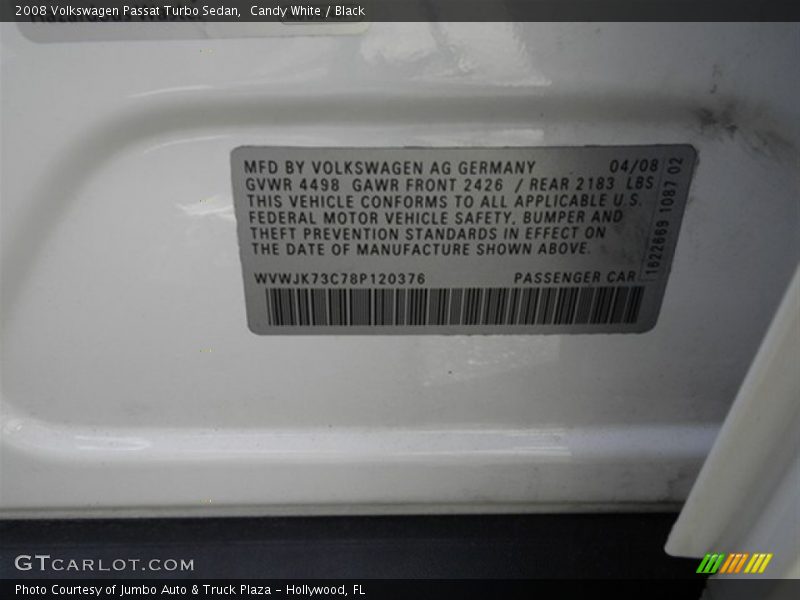 2008 Volkswagen Passat Turbo Sedan, Candy White / Black
MFD BY VOLKSWAGEN AG GERMANY 04/08
GVWR 4498 GAWR FRONT 2426 / REAR 2183 LBS
THIS VEHICLE CONFORMS TO ALL APPLICABLE U.S.
FEDERAL MOTOR VEHICLE SAFETY, BUMPER AND
THEFT PREVENTION STANDARDS IN EFFECT ON
THE DATE OF MANUFACTURE SHOWN ABOVE.
WVWJK73C78P120376 PASSENGER CAR
1622669 1087 02
GTCARLOT.COM
Photo Courtesy of Jumbo Auto & Truck Plaza - Hollywood, FL